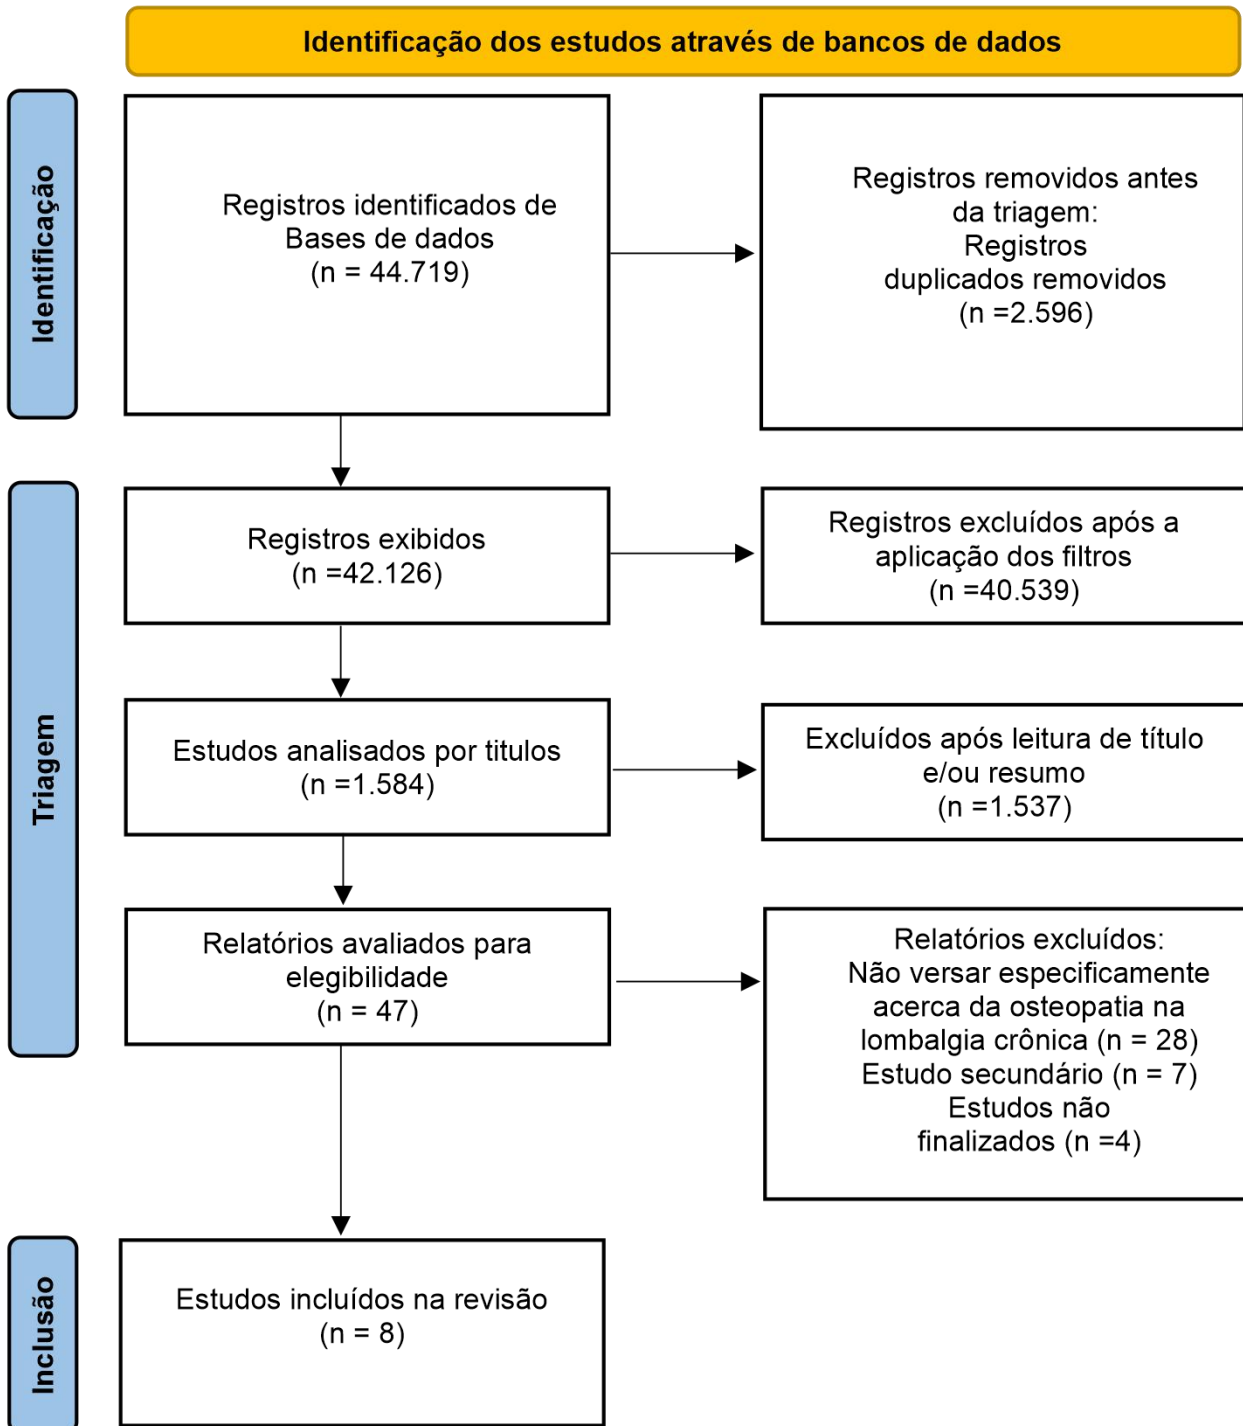 Identificação dos estudos através de bancos de dados
Identificação
Registros identificados de
Bases de dados
(n = 44.719)
Registros removidos antes
da triagem:
Registros
duplicados removidos
(n =2.596)
Triagem
Registros exibidos
(n =42.126)
Registros excluídos após a
aplicação dos filtros
(n =40.539)
Estudos analisados por titulos
(n =1.584)
Excluídos após leitura de título
e/ou resumo
(n =1.537)
Relatórios avaliados para
elegibilidade
(n = 47)
Relatórios excluídos:
Não versar especificamente
acerca da osteopatia na
lombalgia crônica (n = 28)
Estudo secundário (n = 7)
Estudos não
finalizados (n =4)
Inclusão
Estudos incluídos na revisão
(n = 8)